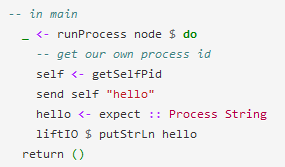 -- in main
_ <- runProcess node $ do
-- get our own process id
self <- getSelfPid
send self "hello"
hello <- expect :: Process String
liftIO $ putStrLn hello
return ()